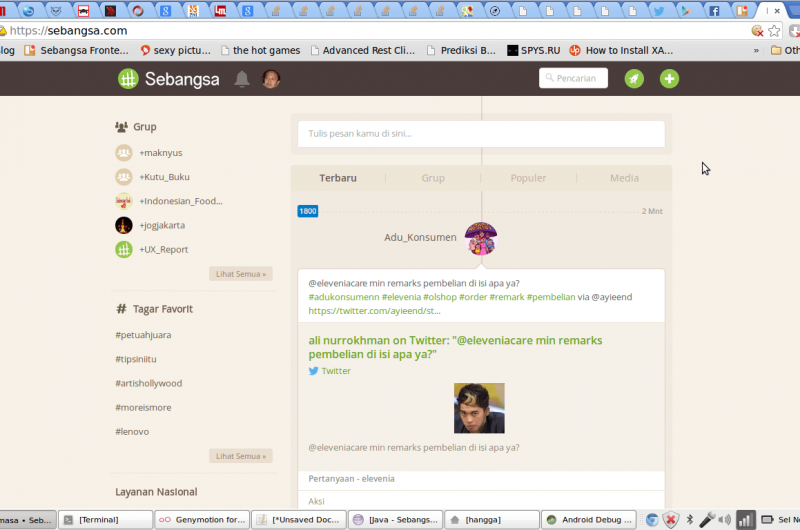 https://sebangsa.com
log
Sebangsa Fronte...
sexy pictu...
the hot games
Advanced Rest Cli...
Prediksi B...
SPYS.RU
How to Install XA...
»
Oth
Sebangsa
Pencarian
Grup
+maknyus
+Kutu_Buku
+Indonesian_Food...
+jogjakarta
+UX_Report
Lihat Semua »
# Tagar Favorit
#petuahjuara
#tipsiniitu
#artishollywood
#moreismore
#lenovo
Lihat Semua »
Layanan Nasional
Tulis pesan kamu di sini...
Terbaru
Grup
Populer
Media
1800
2 Mnt
Adu_Konsumen
@eleveniacare min remarks pembelian di isi apa ya?
#adukonsumenn #elevenia #olshop #order #remark #pembelian via @ayieend
https://twitter.com/ayieend/st...
ali nurrokhman on Twitter: "@eleveniacare min remarks
pembelian di isi apa ya?"
Twitter
@eleveniacare min remarks pembelian di isi apa ya?
Pertanyaan - elevenia
Aksi
masa • Seb...
[Terminal]
Genymotion for...
[*Unsaved Doc...
[Java - Sebangs...
[hangga]
Android Debug ...
Sel No